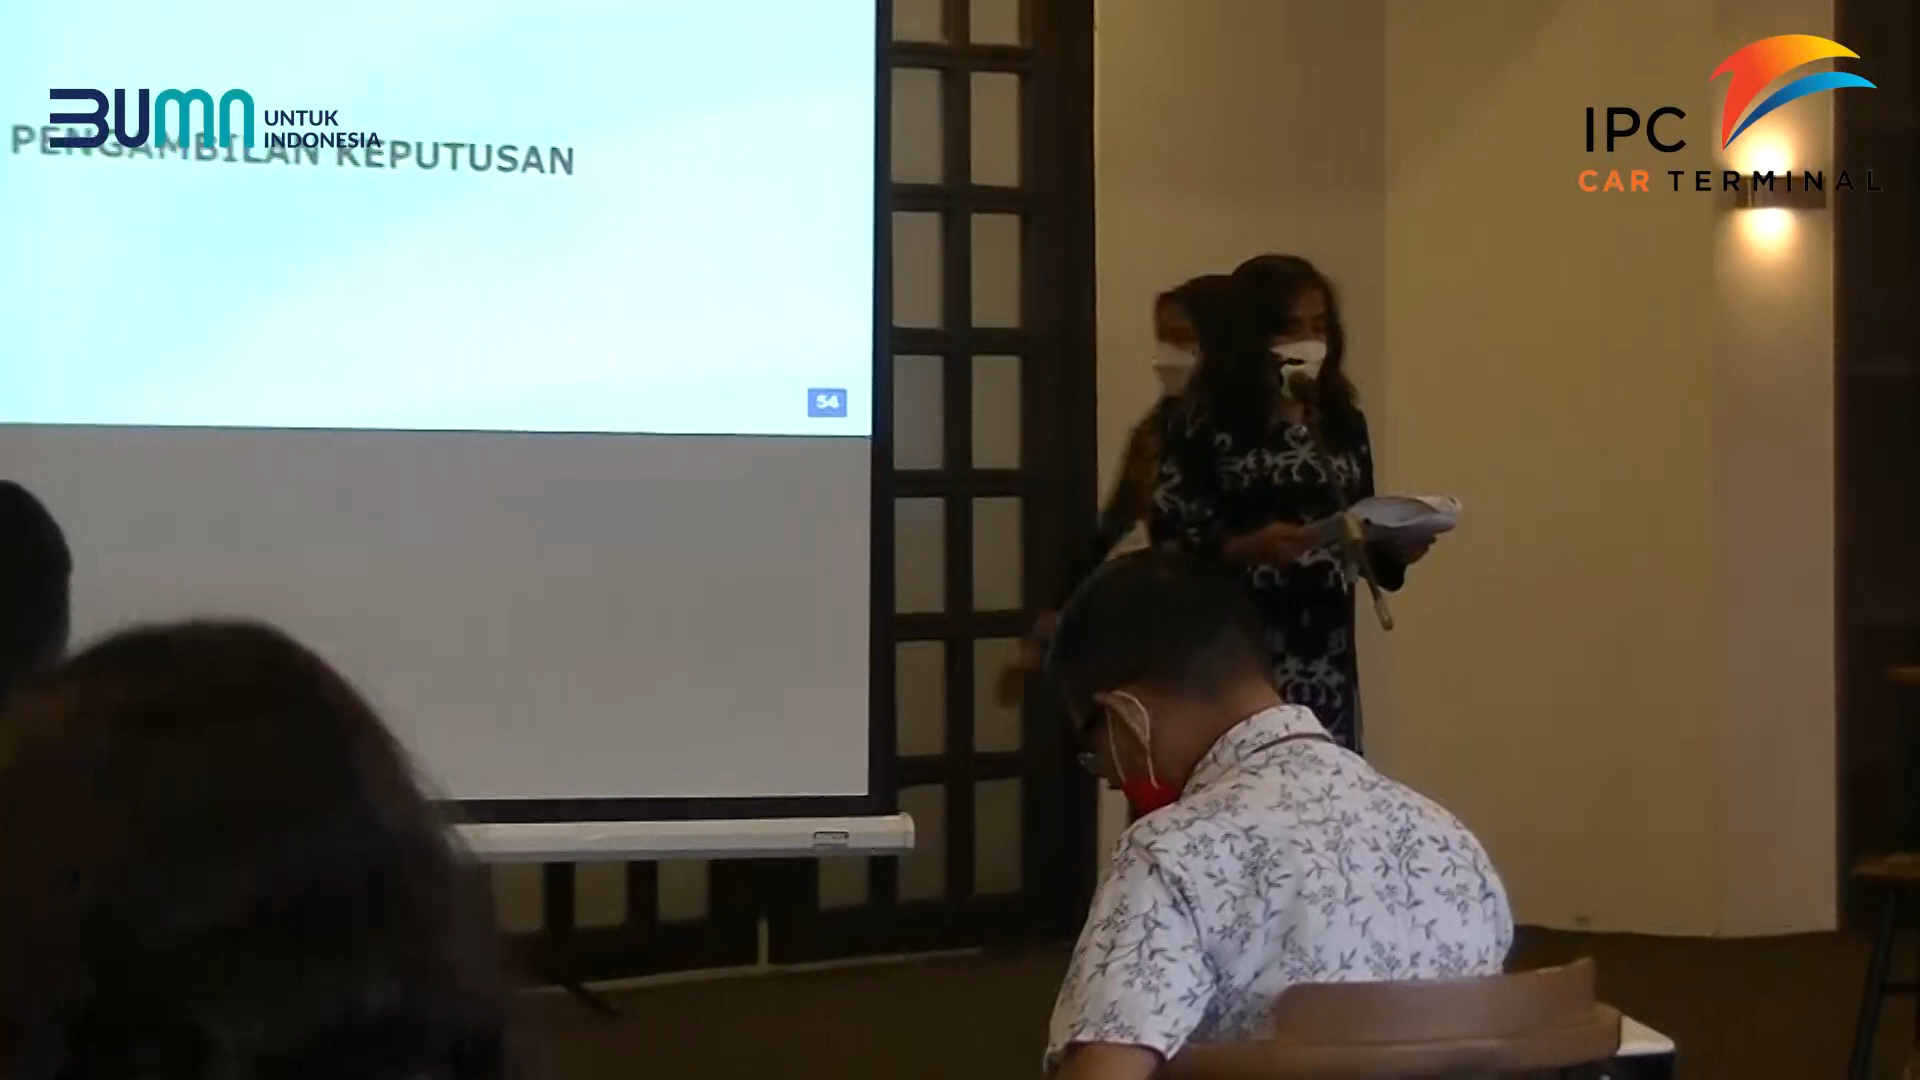 BUMN UNTUK INDONESIA
IPC
CAR TERMINAL
PENGAMBILAN KEPUTUSAN
54